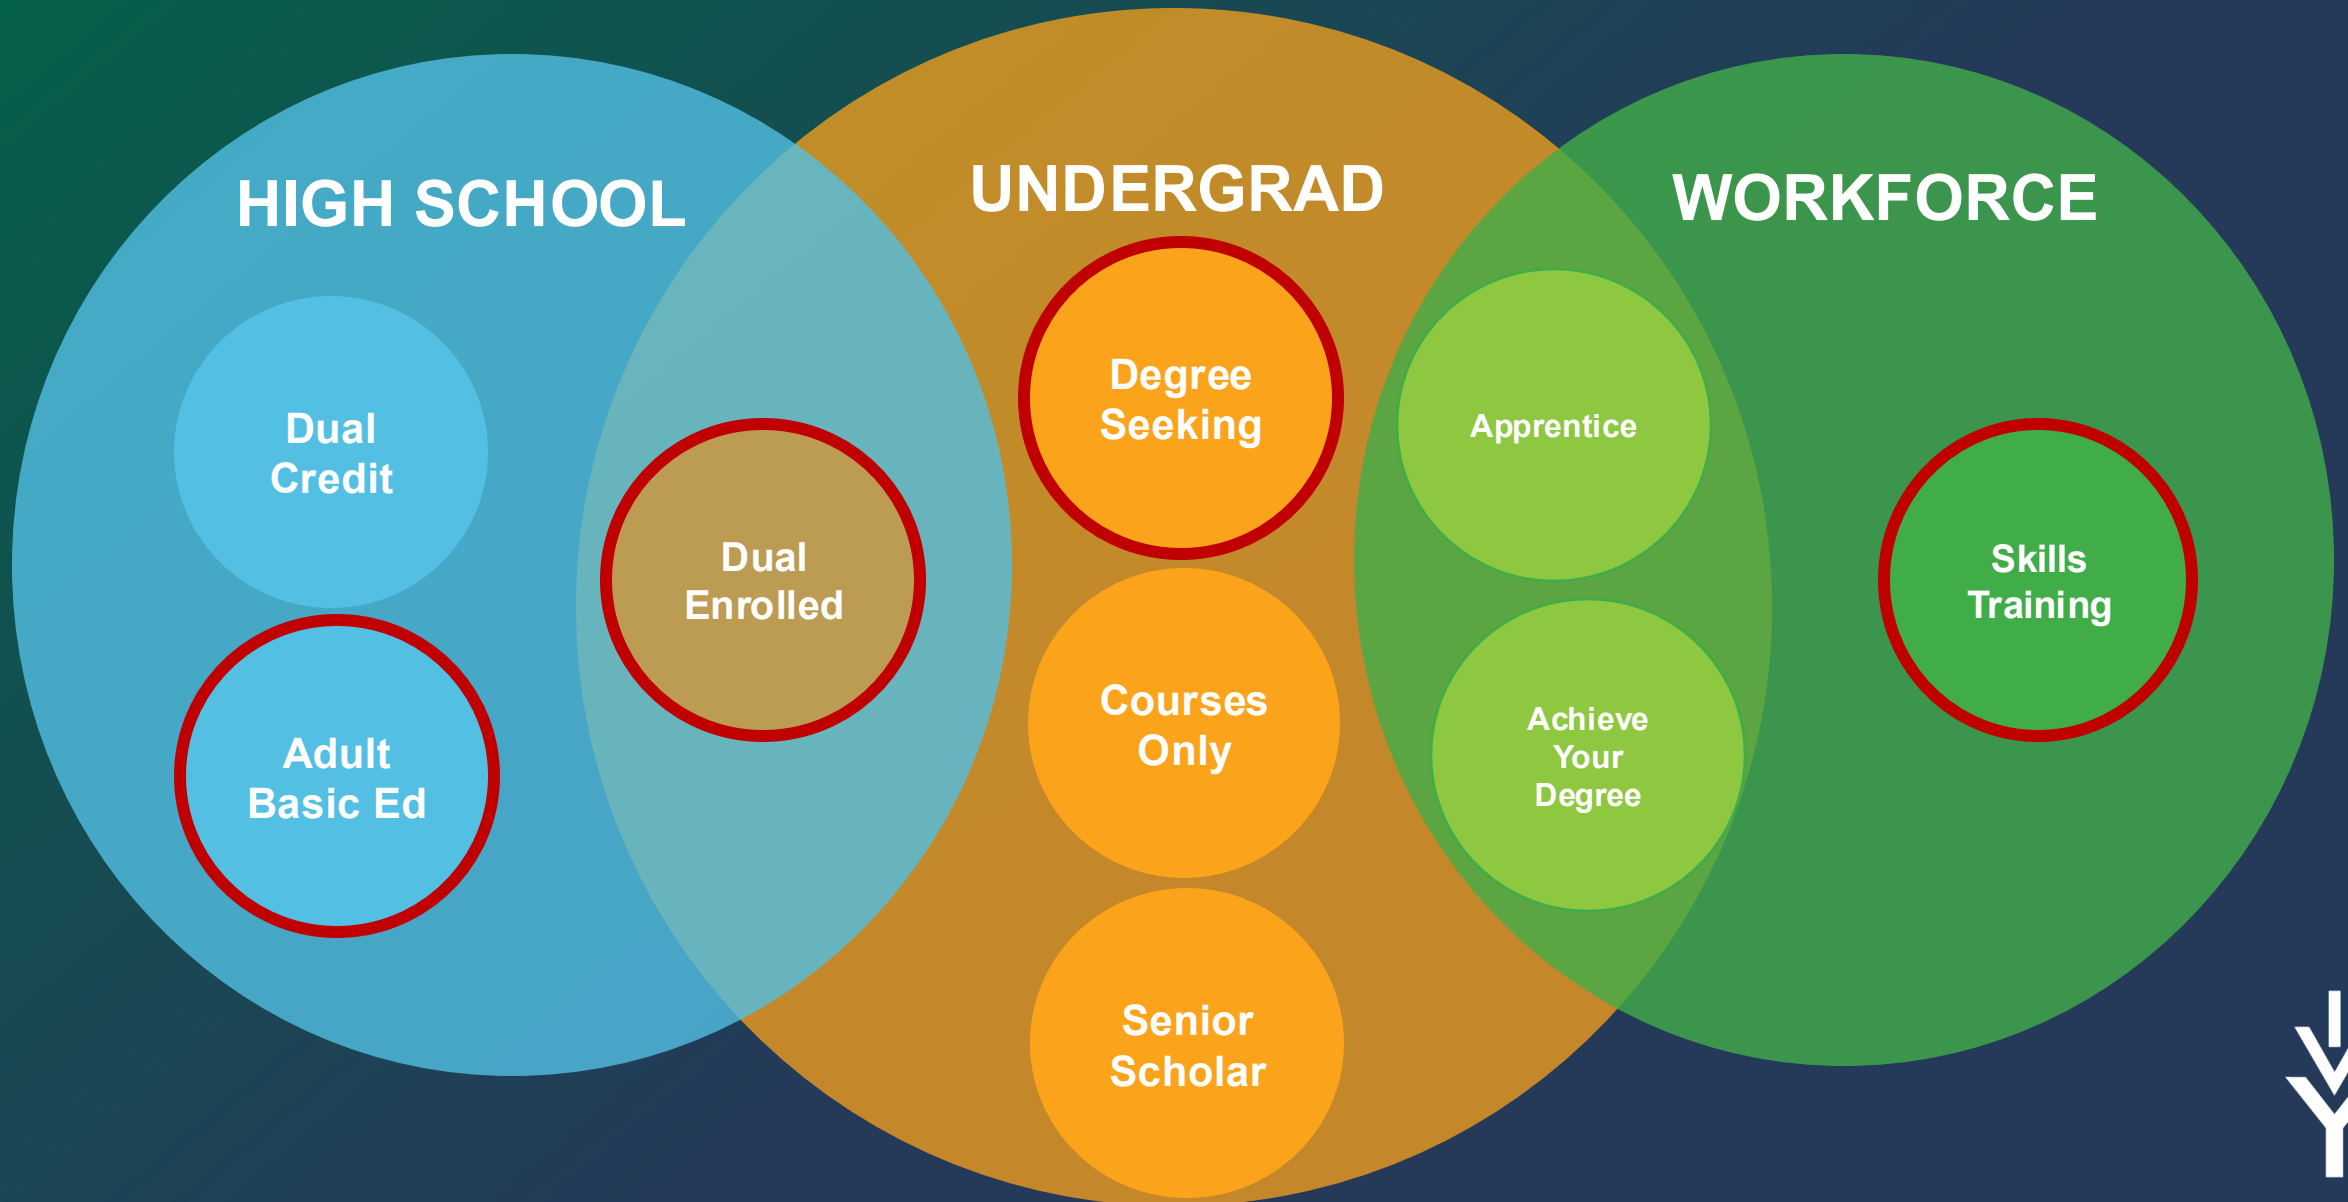 HIGH SCHOOL
UNDERGRAD
WORKFORCE
Dual
Credit
Adult
Basic Ed
Dual
Enrolled
Degree
Seeking
Courses
Only
Senior
Scholar
Apprentice
Achieve
Your
Degree
Skills
Training